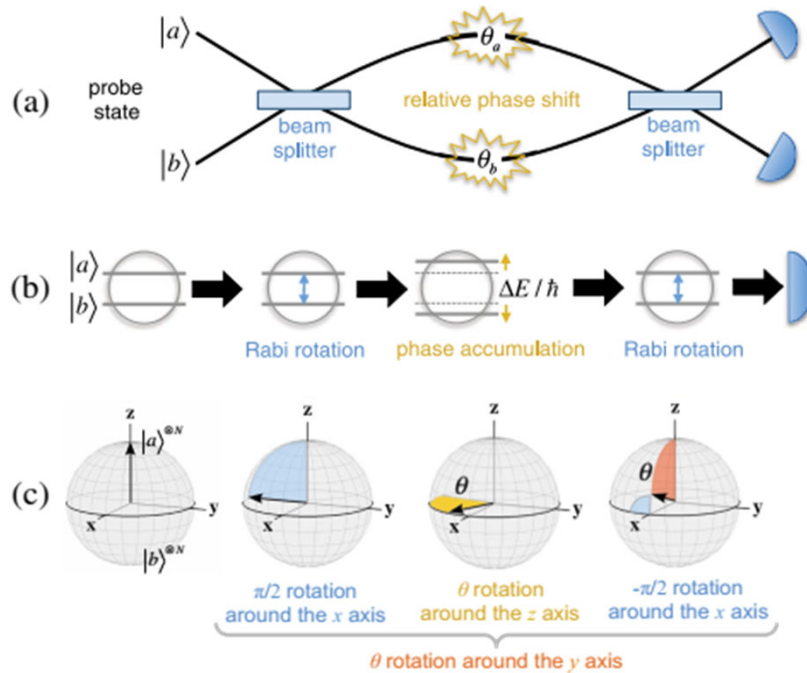 |a⟩
θₐ
(a)
probe
state
relative phase shift
beam
splitter
beam
splitter
|b⟩
θ_b
(b)
|a⟩
|b⟩
ΔE / ħ
Rabi rotation
phase accumulation
Rabi rotation
(c)
z
|a⟩^⊗N
y
x
|b⟩^⊗N
z
y
x
z
θ
y
x
z
θ
y
x
π/2 rotation
around the x axis
θ rotation
around the z axis
-π/2 rotation
around the x axis
θ rotation around the y axis